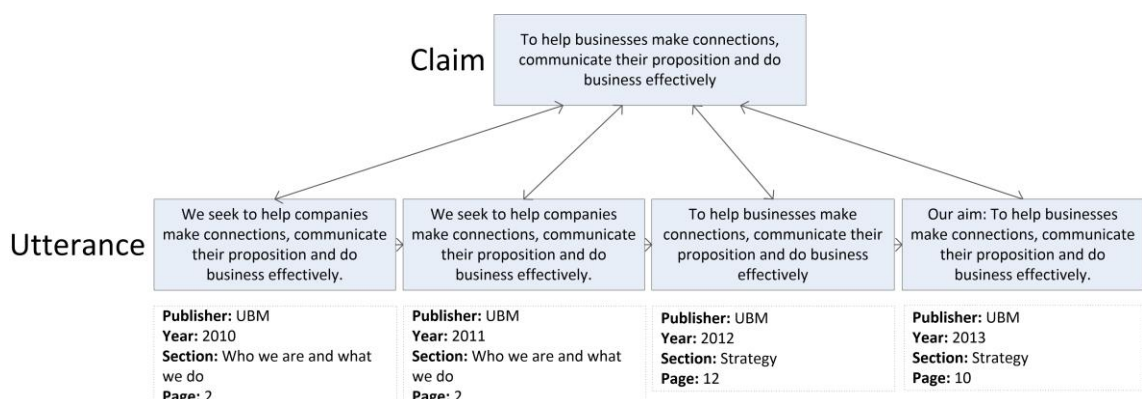 Claim
To help businesses make connections,
communicate their proposition and do
business effectively
Utterance
We seek to help companies
make connections, communicate
their proposition and do
business effectively.
We seek to help companies
make connections, communicate
their proposition and do
business effectively.
To help businesses make
connections, communicate their
proposition and do business
effectively
Our aim: To help businesses
make connections, communicate
their proposition and do
business effectively.
Publisher: UBM
Year: 2010
Section: Who we are and what
we do
Page: 2
Publisher: UBM
Year: 2011
Section: Who we are and what
we do
Page: 2
Publisher: UBM
Year: 2012
Section: Strategy
Page: 12
Publisher: UBM
Year: 2013
Section: Strategy
Page: 10